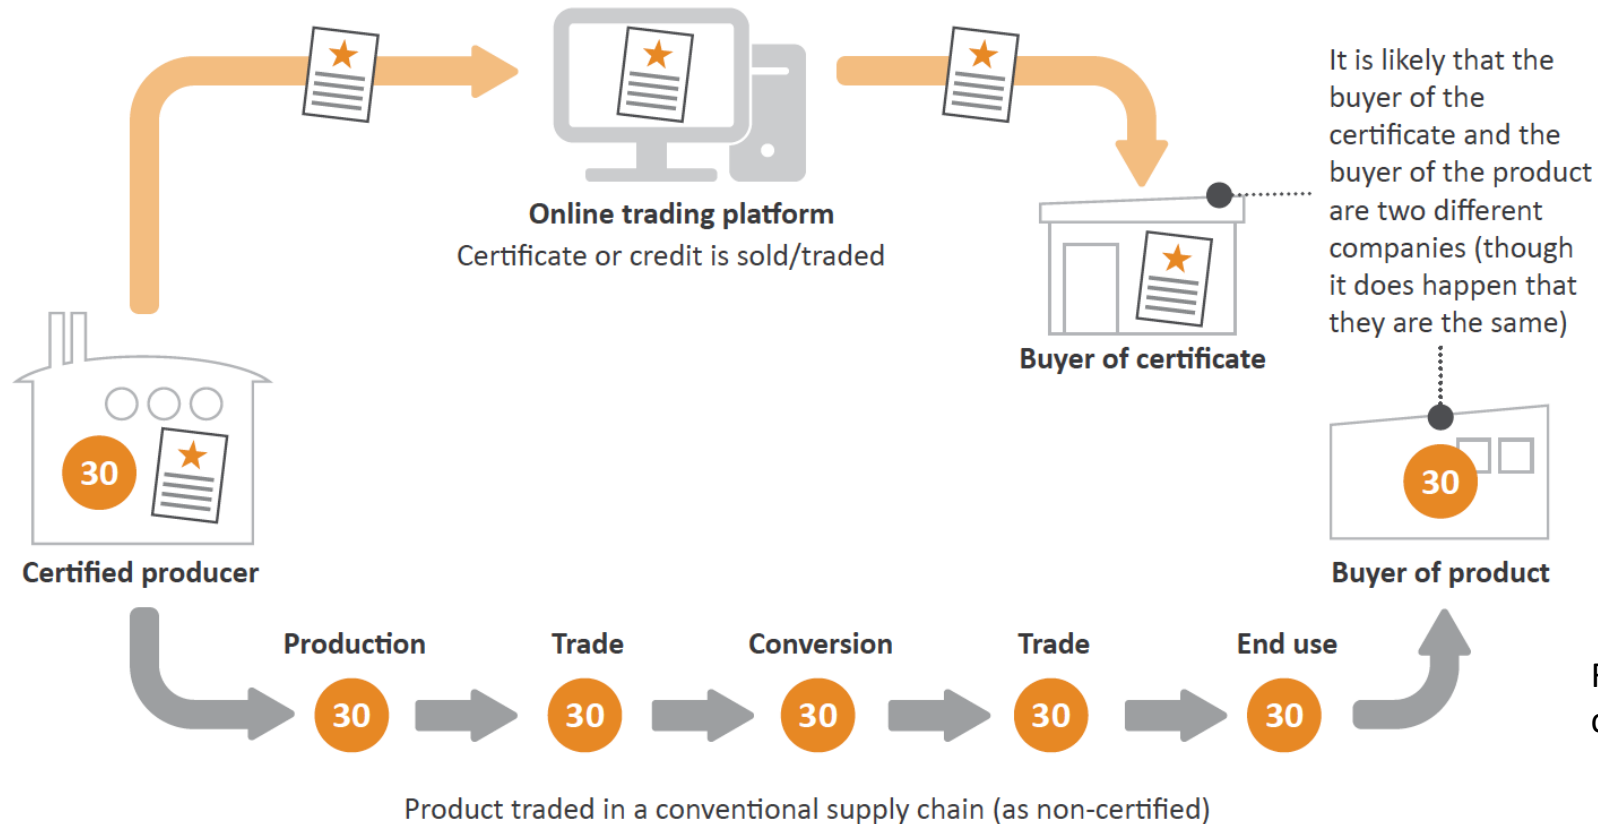 It is likely that the
buyer of the
certificate and the
buyer of the product
are two different
companies (though
it does happen that
they are the same)
Online trading platform
Certificate or credit is sold/traded
Buyer of certificate
30
30
Certified producer
Buyer of product
Production
Trade
Conversion
Trade
End use
30
30
30
30
30
Product traded in a conventional supply chain (as non-certified)